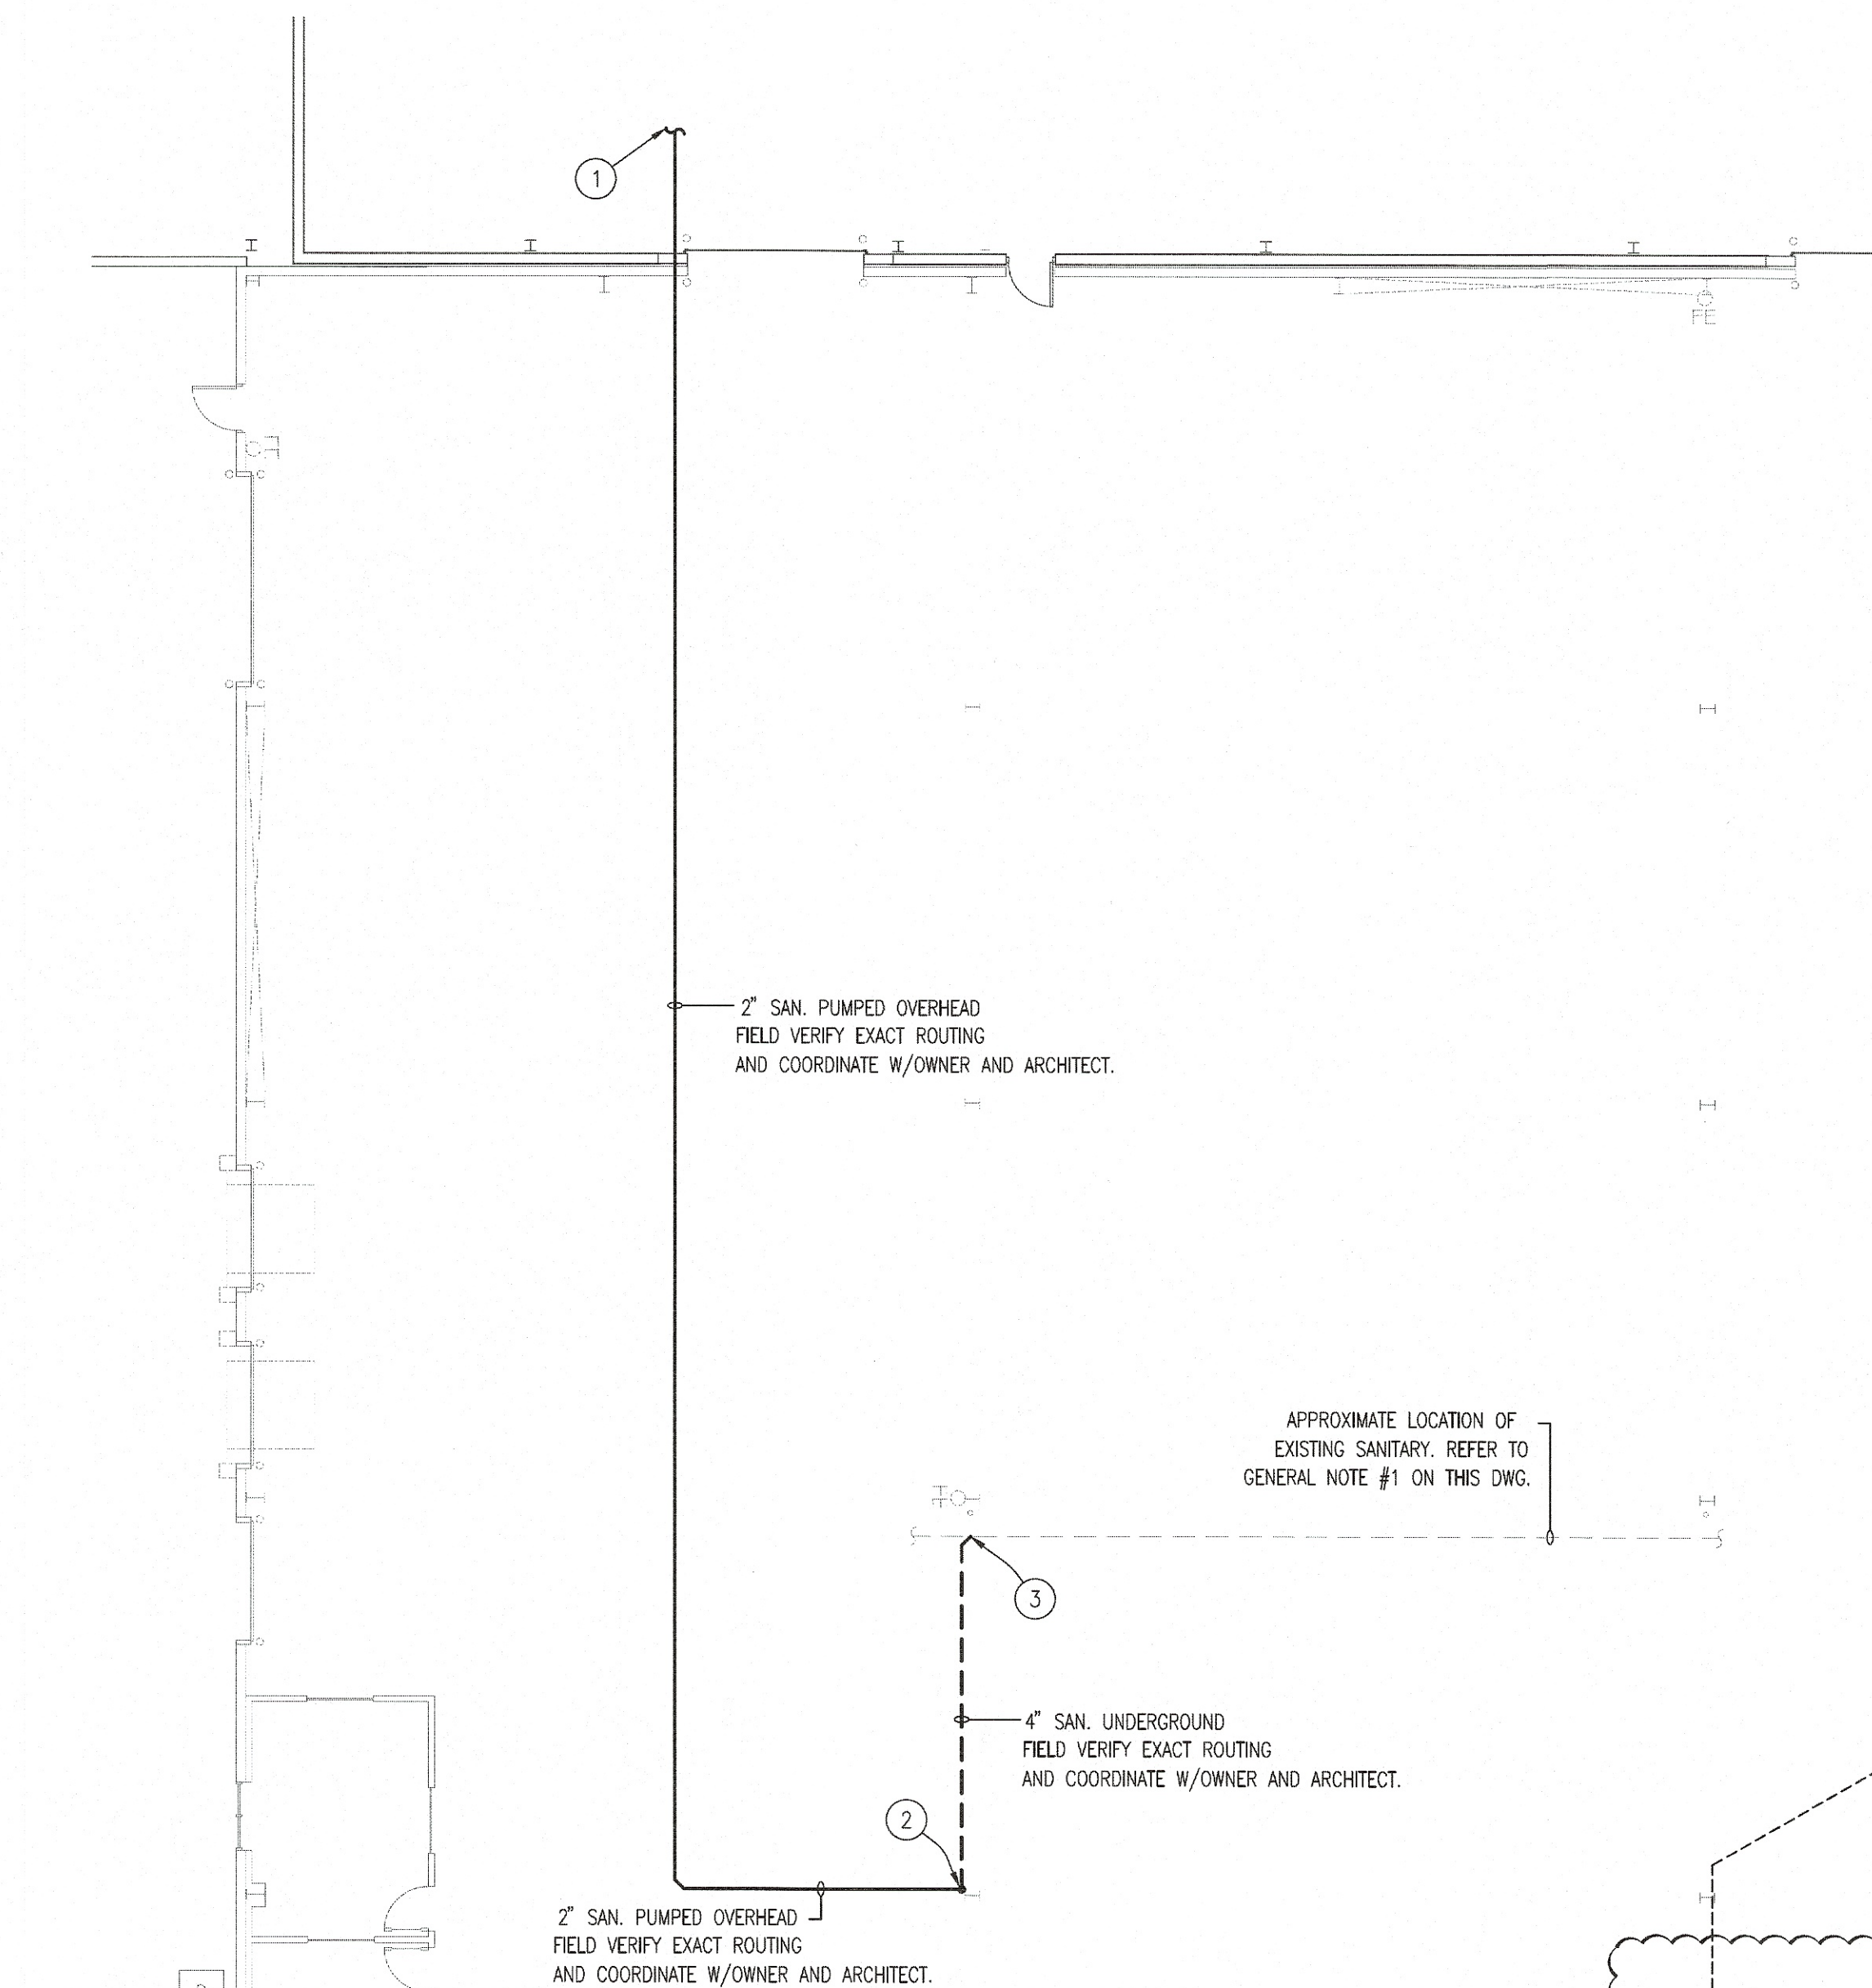 1
FE
2" SAN. PUMPED OVERHEAD
FIELD VERIFY EXACT ROUTING
AND COORDINATE W/OWNER AND ARCHITECT.
APPROXIMATE LOCATION OF
EXISTING SANITARY. REFER TO
GENERAL NOTE #1 ON THIS DWG.
3
4" SAN. UNDERGROUND
FIELD VERIFY EXACT ROUTING
AND COORDINATE W/OWNER AND ARCHITECT.
2
2" SAN. PUMPED OVERHEAD
FIELD VERIFY EXACT ROUTING
AND COORDINATE W/OWNER AND ARCHITECT.